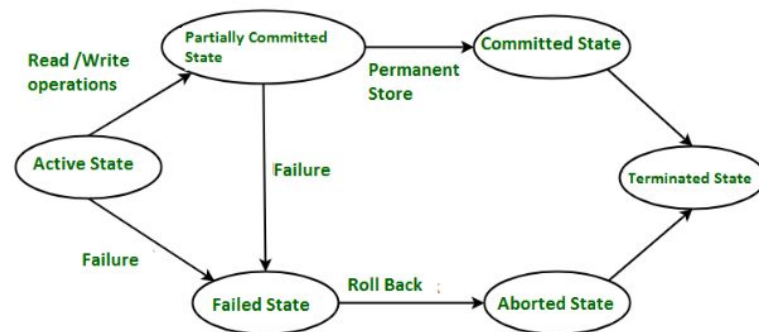 Partially Committed
State
Committed State
Read /Write
operations
Permanent
Store
Active State
Failure
Terminated State
Failure
Roll Back
Failed State
Aborted State